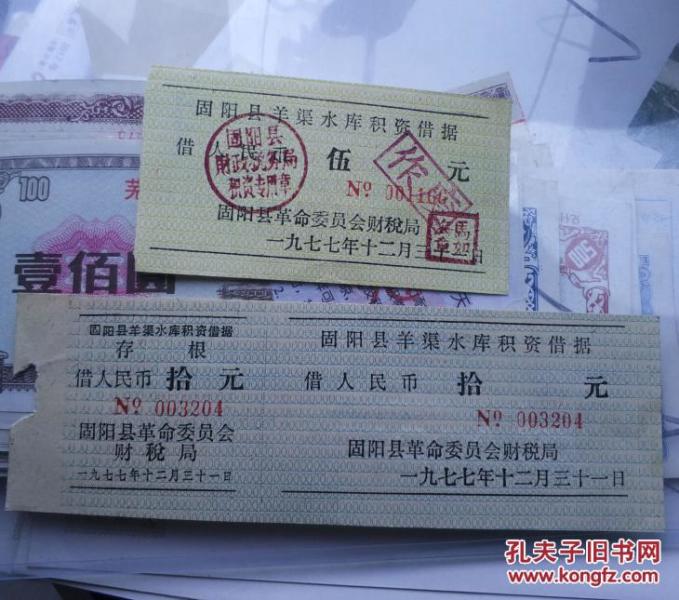 固阳县羊渠水库积资借据
借人民币 伍 元
固阳县
财政税务局
积资专用章
作
No 00116
固阳县革命委员会财税局
一九七七年十二月三十一日
100
壹佰圆
固阳县羊渠水库积资借据
存 根
借人民币 拾 元
No 003204
固阳县革命委员会
财 税 局
一九七七年十二月三十一日
固阳县羊渠水库积资借据
借人民币 拾 元
No 003204
固阳县革命委员会财税局
一九七七年十二月三十一日
孔夫子旧书网
www.kongfz.com